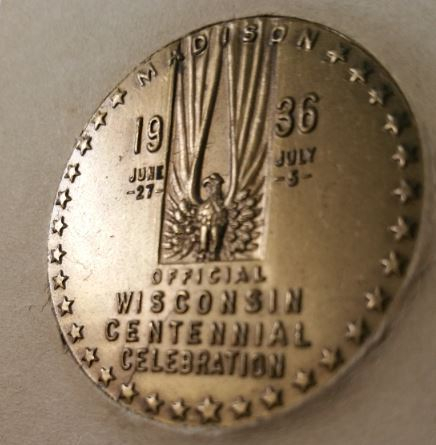 MADISON
19 36
JUNE JULY
-27- -5-
OFFICIAL
WISCONSIN
CENTENNIAL
CELEBRATION